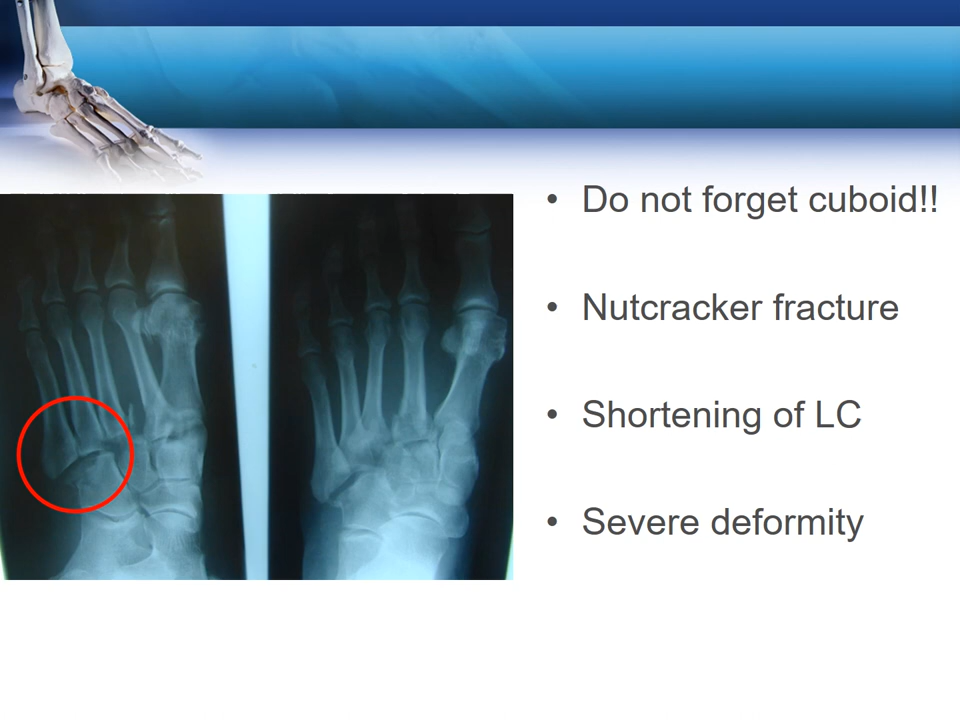 • Do not forget cuboid!!
• Nutcracker fracture
• Shortening of LC
• Severe deformity